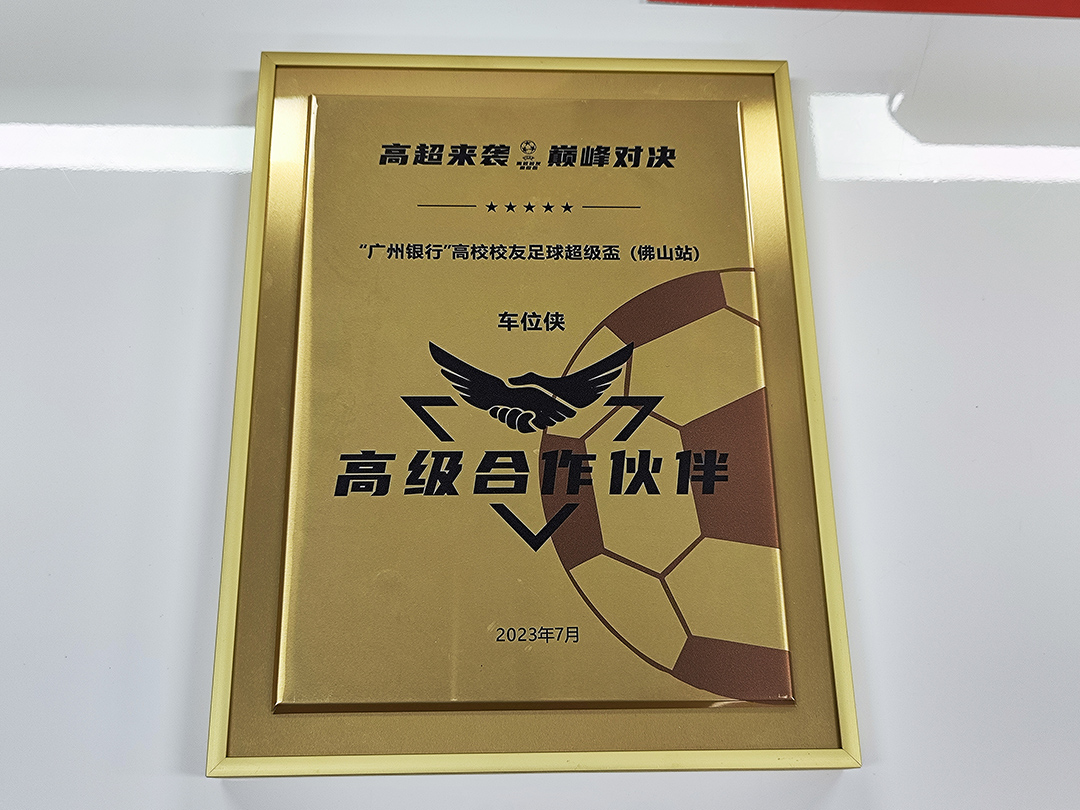 高超来袭 巅峰对决
“广州银行”高校校友足球超级盃（佛山站）
车位侠
高级合作伙伴
2023年7月